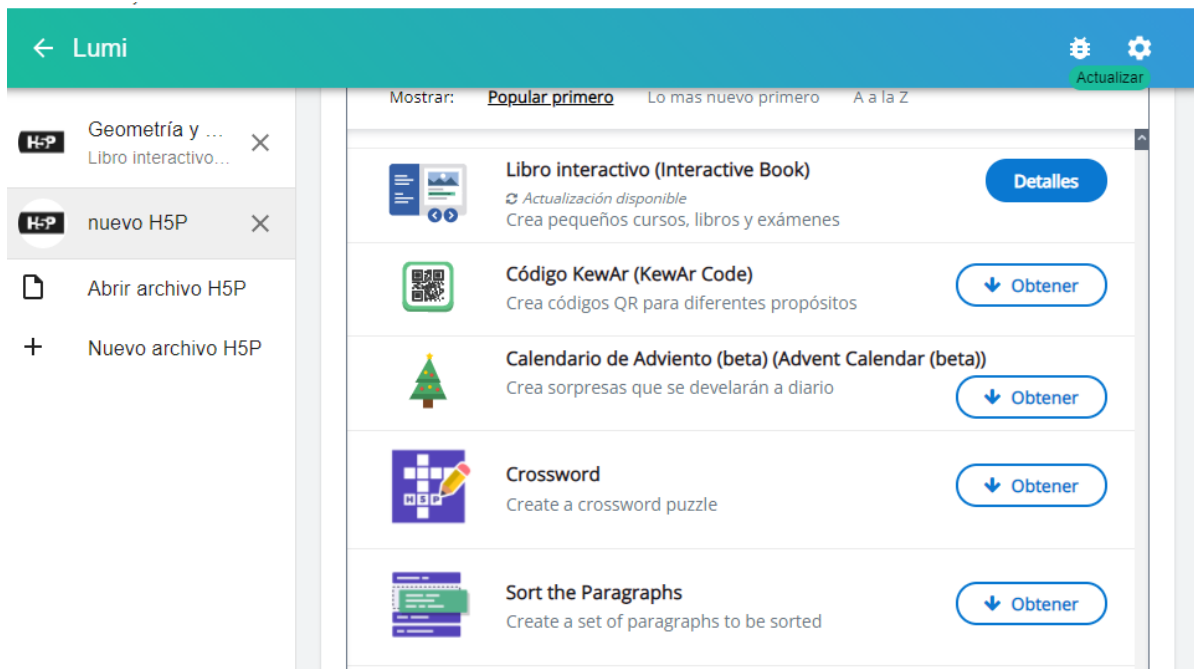 Lumi
Actualizar
Mostrar: Popular primero Lo mas nuevo primero A a la Z
H5P
Geometría y ...
Libro interactivo...
H5P
nuevo H5P
Abrir archivo H5P
Nuevo archivo H5P
Libro interactivo (Interactive Book)
Actualización disponible
Crea pequeños cursos, libros y exámenes
Detalles
Código KewAr (KewAr Code)
Crea códigos QR para diferentes propósitos
Obtener
Calendario de Adviento (beta) (Advent Calendar (beta))
Crea sorpresas que se develarán a diario
Obtener
H5P
Crossword
Create a crossword puzzle
Obtener
Sort the Paragraphs
Create a set of paragraphs to be sorted
Obtener